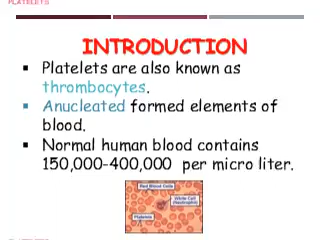 PLATELETS
INTRODUCTION
▪ Platelets are also known as
thrombocytes.
▪ Anucleated formed elements of
blood.
▪ Normal human blood contains
150,000-400,000 per micro liter.
Red Blood Cells
White Cell
(Neutrophil)
Platelets